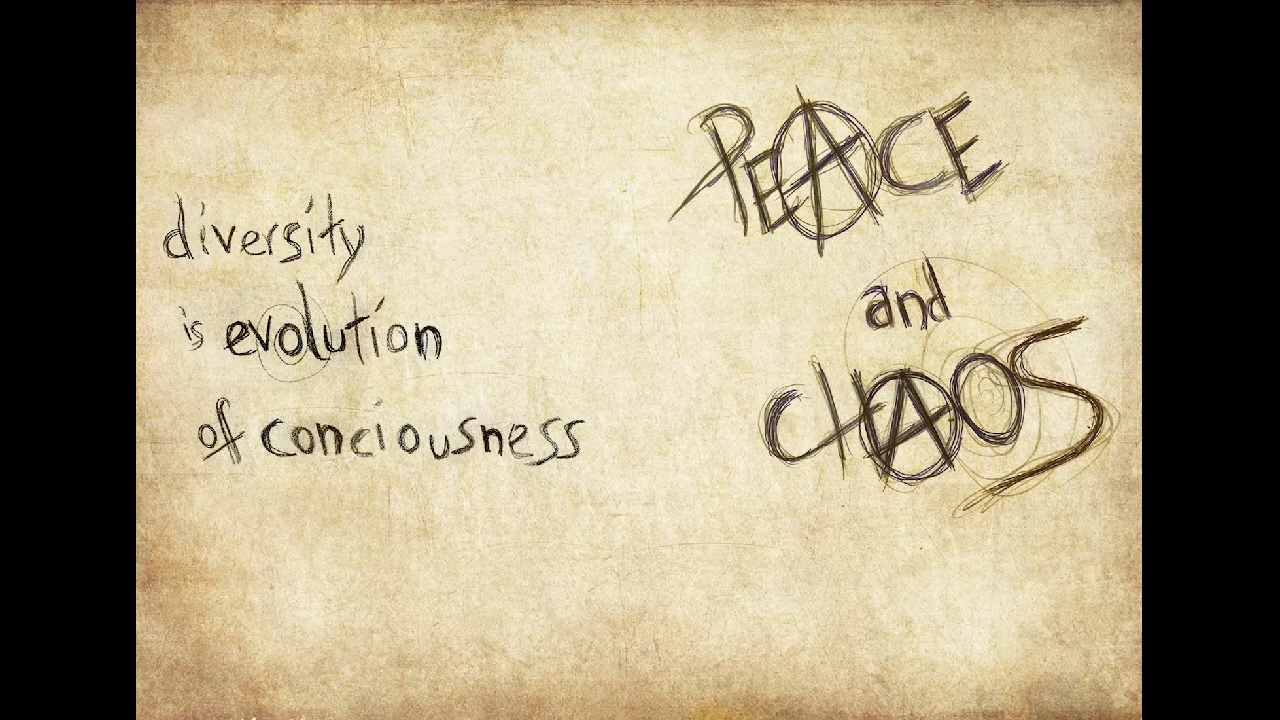 diversity
is evolution
of conciousness
PEACE
and
CHAOS